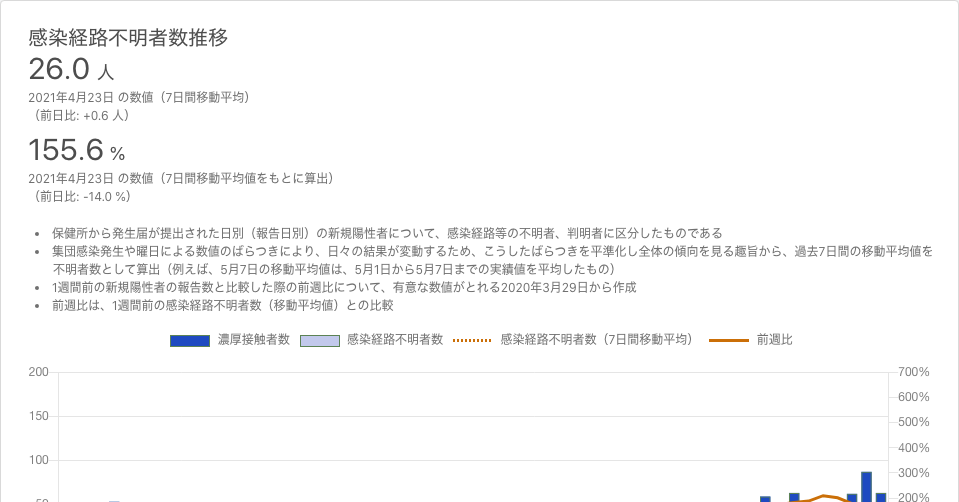 感染経路不明者数推移
26.0 人
2021年4月23日 の数値（7日間移動平均）
（前日比: +0.6 人）
155.6 %
2021年4月23日 の数値（7日間移動平均値をもとに算出）
（前日比: -14.0 %）
• 保健所から発生届が提出された日別（報告日別）の新規陽性者について、感染経路等の不明者、判明者に区分したものである
• 集団感染発生や曜日による数値のばらつきにより、日々の結果が変動するため、こうしたばらつきを平準化し全体の傾向を見る趣旨から、過去7日間の移動平均値を
不明者数として算出（例えば、5月7日の移動平均値は、5月1日から5月7日までの実績値を平均したもの）
• 1週間前の新規陽性者の報告数と比較した際の前週比について、有意な数値がとれる2020年3月29日から作成
• 前週比は、1週間前の感染経路不明者数（移動平均値）との比較
濃厚接触者数 感染経路不明者数 感染経路不明者数（7日間移動平均） 前週比
200 700%
600%
150 500%
400%
100 300%
50 200%